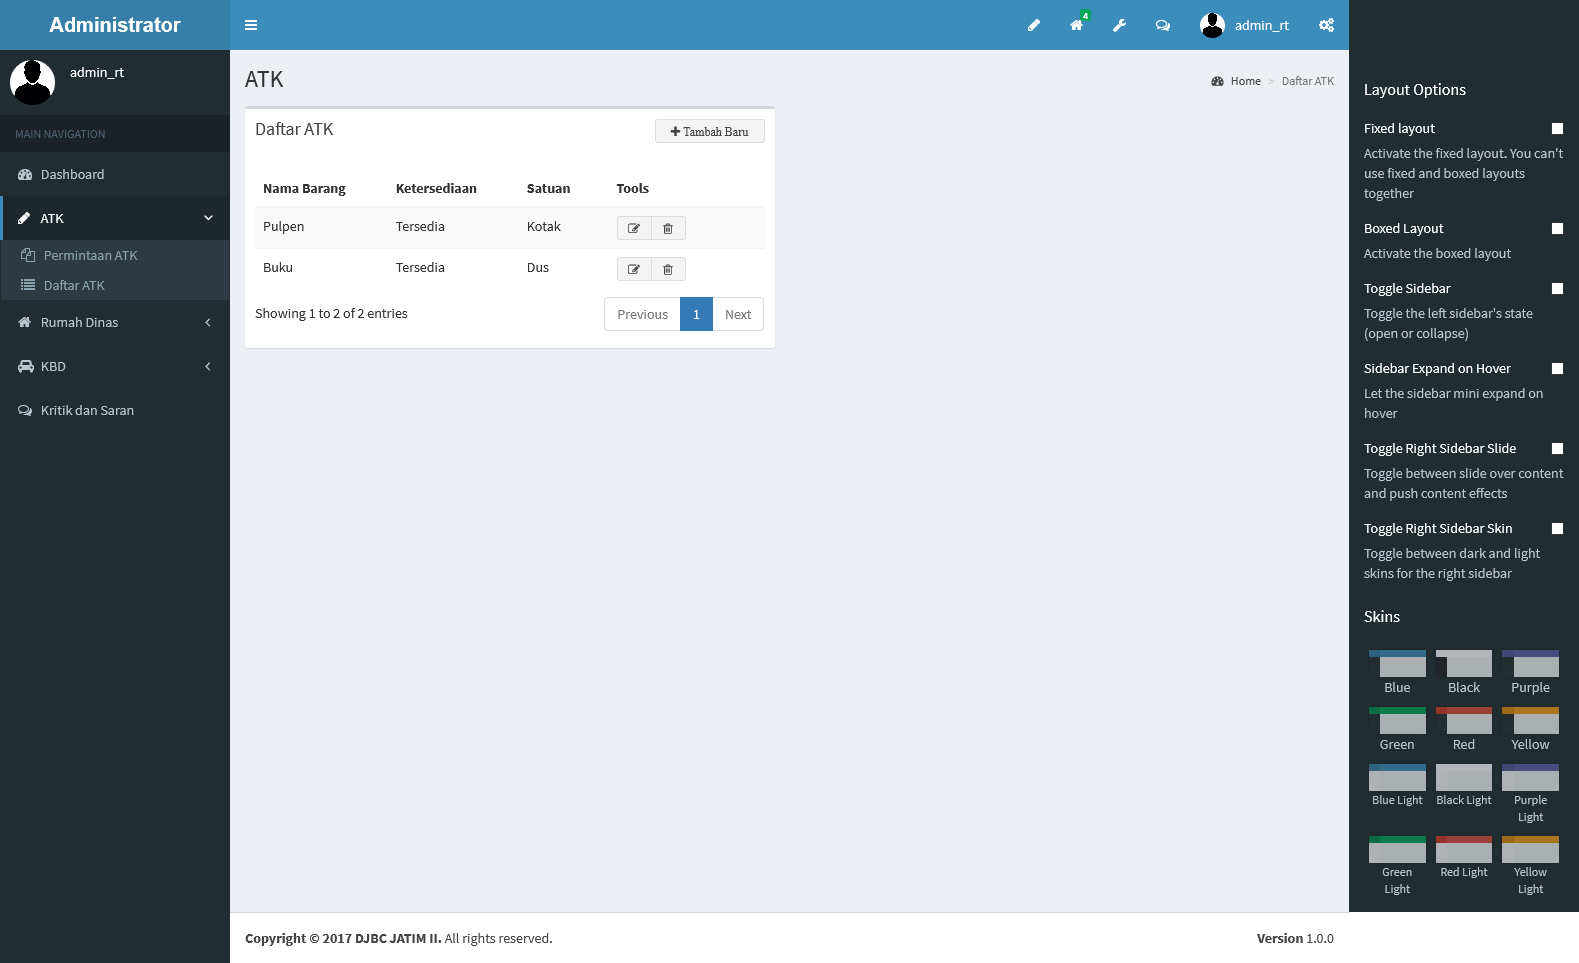 Administrator
4
admin_rt
admin_rt
MAIN NAVIGATION
Dashboard
ATK
Permintaan ATK
Daftar ATK
Rumah Dinas
KBD
Kritik dan Saran
ATK
Home > Daftar ATK
Daftar ATK
Tambah Baru
Nama Barang Ketersediaan Satuan Tools
Pulpen Tersedia Kotak
Buku Tersedia Dus
Showing 1 to 2 of 2 entries
Previous 1 Next
Layout Options
Fixed layout
Activate the fixed layout. You can't
use fixed and boxed layouts
together
Boxed Layout
Activate the boxed layout
Toggle Sidebar
Toggle the left sidebar's state
(open or collapse)
Sidebar Expand on Hover
Let the sidebar mini expand on
hover
Toggle Right Sidebar Slide
Toggle between slide over content
and push content effects
Toggle Right Sidebar Skin
Toggle between dark and light
skins for the right sidebar
Skins
Blue Black Purple
Green Red Yellow
Blue Light Black Light Purple
Light
Green Red Light Yellow
Light Light
Copyright © 2017 DJBC JATIM II. All rights reserved.
Version 1.0.0